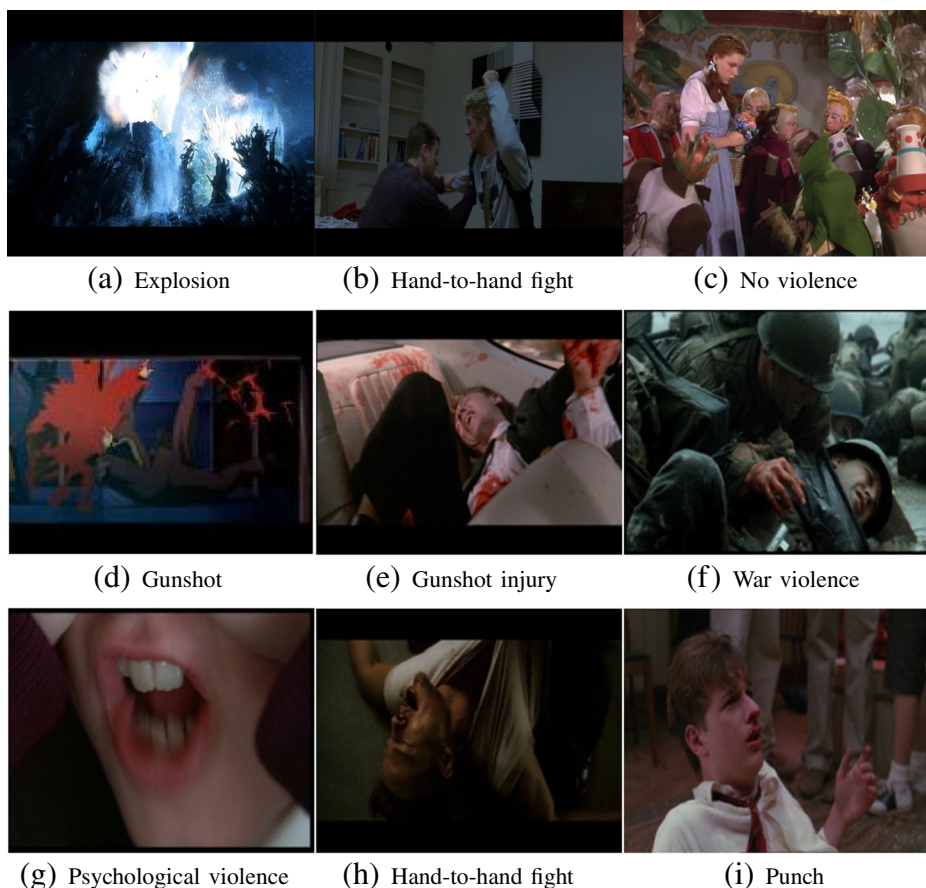 (a) Explosion
(b) Hand-to-hand fight
(c) No violence
(d) Gunshot
(e) Gunshot injury
(f) War violence
(g) Psychological violence
(h) Hand-to-hand fight
(i) Punch